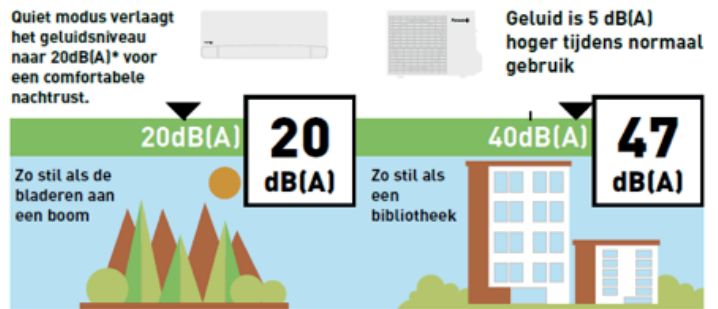 Quiet modus verlaagt
het geluidsniveau
naar 20dB(A)* voor
een comfortabele
nachtrust.
Geluid is 5 dB(A)
hoger tijdens normaal
gebruik
20dB(A)
20
dB(A)
40dB(A)
47
dB(A)
Zo stil als de
bladeren aan
een boom
Zo stil als
een
bibliotheek